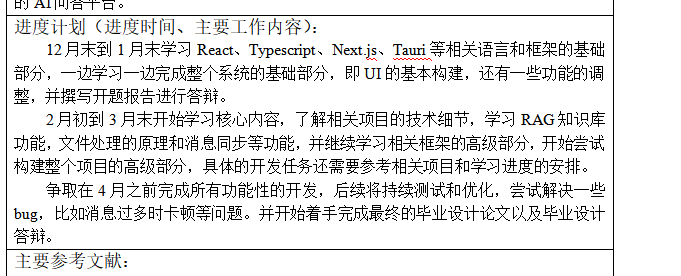 的 AI 问答平台。
进度计划（进度时间、主要工作内容）：
12 月末到 1 月末学习 React、Typescript、Next.js、Tauri 等相关语言和框架的基础
部分，一边学习一边完成整个系统的基础部分，即 UI 的基本构建，还有一些功能的调
整，并撰写开题报告进行答辩。
2 月初到 3 月末开始学习核心内容，了解相关项目的技术细节，学习 RAG 知识库
功能，文件处理的原理和消息同步等功能，并继续学习相关框架的高级部分，开始尝试
构建整个项目的高级部分，具体的开发任务还需要参考相关项目和学习进度的安排。
争取在 4 月之前完成所有功能性的开发，后续将持续测试和优化，尝试解决一些
bug，比如消息过多时卡顿等问题。并开始着手完成最终的毕业设计论文以及毕业设计
答辩。
主要参考文献：